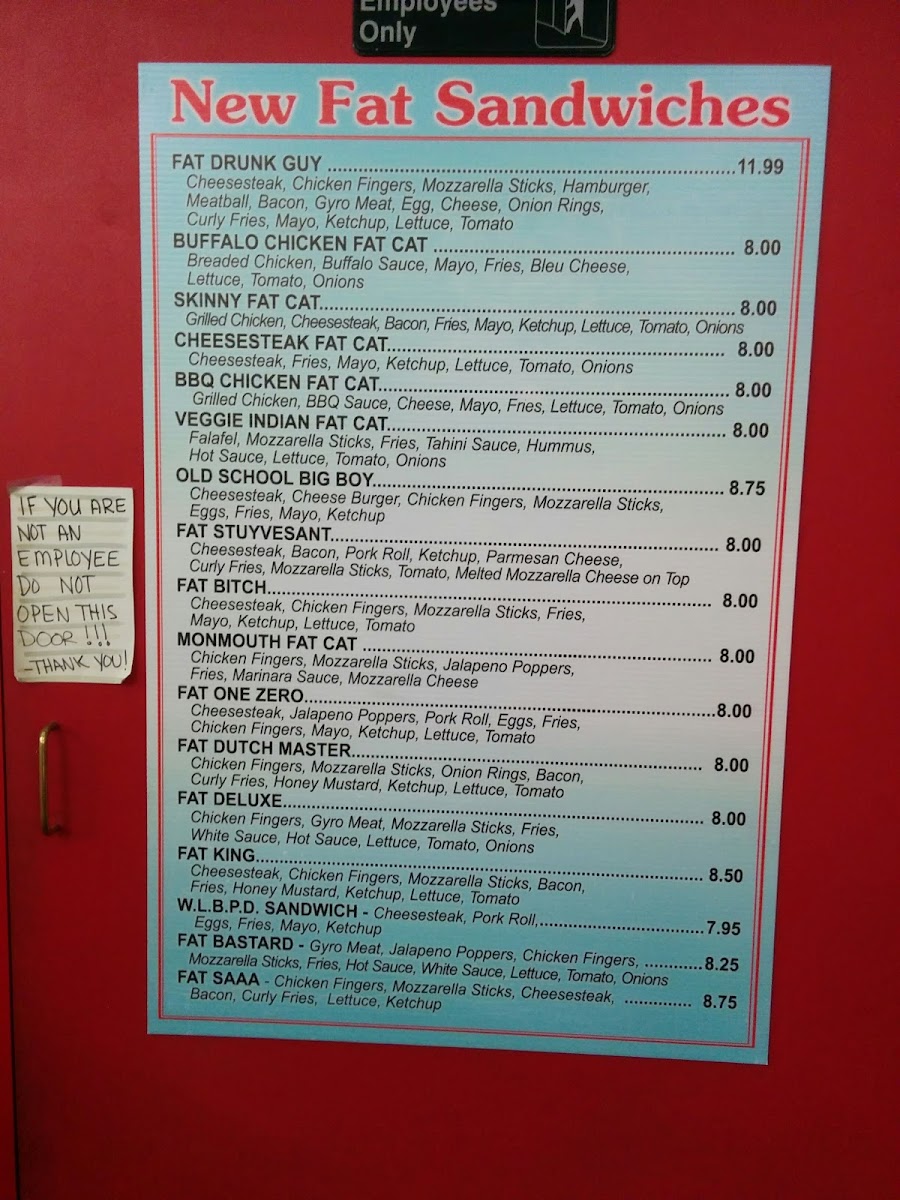 Employees
Only
New Fat Sandwiches
FAT DRUNK GUY ........................................................................11.99
Cheesesteak, Chicken Fingers, Mozzarella Sticks, Hamburger,
Meatball, Bacon, Gyro Meat, Egg, Cheese, Onion Rings,
Curly Fries, Mayo, Ketchup, Lettuce, Tomato
BUFFALO CHICKEN FAT CAT ..................................................... 8.00
Breaded Chicken, Buffalo Sauce, Mayo, Fries, Bleu Cheese,
Lettuce, Tomato, Onions
SKINNY FAT CAT......................................................................... 8.00
Grilled Chicken, Cheesesteak, Bacon, Fries, Mayo, Ketchup, Lettuce, Tomato, Onions
CHEESESTEAK FAT CAT............................................................ 8.00
Cheesesteak, Fries, Mayo, Ketchup, Lettuce, Tomato, Onions
BBQ CHICKEN FAT CAT.............................................................. 8.00
Grilled Chicken, BBQ Sauce, Cheese, Mayo, Fries, Lettuce, Tomato, Onions
VEGGIE INDIAN FAT CAT............................................................ 8.00
Falafel, Mozzarella Sticks, Fries, Tahini Sauce, Hummus,
Hot Sauce, Lettuce, Tomato, Onions
OLD SCHOOL BIG BOY.............................................................. 8.75
Cheesesteak, Cheese Burger, Chicken Fingers, Mozzarella Sticks,
Eggs, Fries, Mayo, Ketchup
FAT STUYVESANT..................................................................... 8.00
Cheesesteak, Bacon, Pork Roll, Ketchup, Parmesan Cheese,
Curly Fries, Mozzarella Sticks, Tomato, Melted Mozzarella Cheese on Top
FAT BITCH.............................................................................. 8.00
Cheesesteak, Chicken Fingers, Mozzarella Sticks, Fries,
Mayo, Ketchup, Lettuce, Tomato
MONMOUTH FAT CAT .............................................................. 8.00
Chicken Fingers, Mozzarella Sticks, Jalapeno Poppers,
Fries, Marinara Sauce, Mozzarella Cheese
FAT ONE ZERO.........................................................................8.00
Cheesesteak, Jalapeno Poppers, Pork Roll, Eggs, Fries,
Chicken Fingers, Mayo, Ketchup, Lettuce, Tomato
FAT DUTCH MASTER.............................................................. 8.00
Chicken Fingers, Mozzarella Sticks, Onion Rings, Bacon,
Curly Fries, Honey Mustard, Ketchup, Lettuce, Tomato
FAT DELUXE........................................................................... 8.00
Chicken Fingers, Gyro Meat, Mozzarella Sticks, Fries,
White Sauce, Hot Sauce, Lettuce, Tomato, Onions
FAT KING................................................................................ 8.50
Cheesesteak, Chicken Fingers, Mozzarella Sticks, Bacon,
Fries, Honey Mustard, Ketchup, Lettuce, Tomato
W.L.B.P.D. SANDWICH - Cheesesteak, Pork Roll,..............................7.95
Eggs, Fries, Mayo, Ketchup
FAT BASTARD - Gyro Meat, Jalapeno Poppers, Chicken Fingers, ............8.25
Mozzarella Sticks, Fries, Hot Sauce, White Sauce, Lettuce, Tomato, Onions
FAT SAAA - Chicken Fingers, Mozzarella Sticks, Cheesesteak, ............. 8.75
Bacon, Curly Fries, Lettuce, Ketchup
IF YOU ARE
NOT AN
EMPLOYEE
DO NOT
OPEN THIS
DOOR!!!
-THANK YOU!